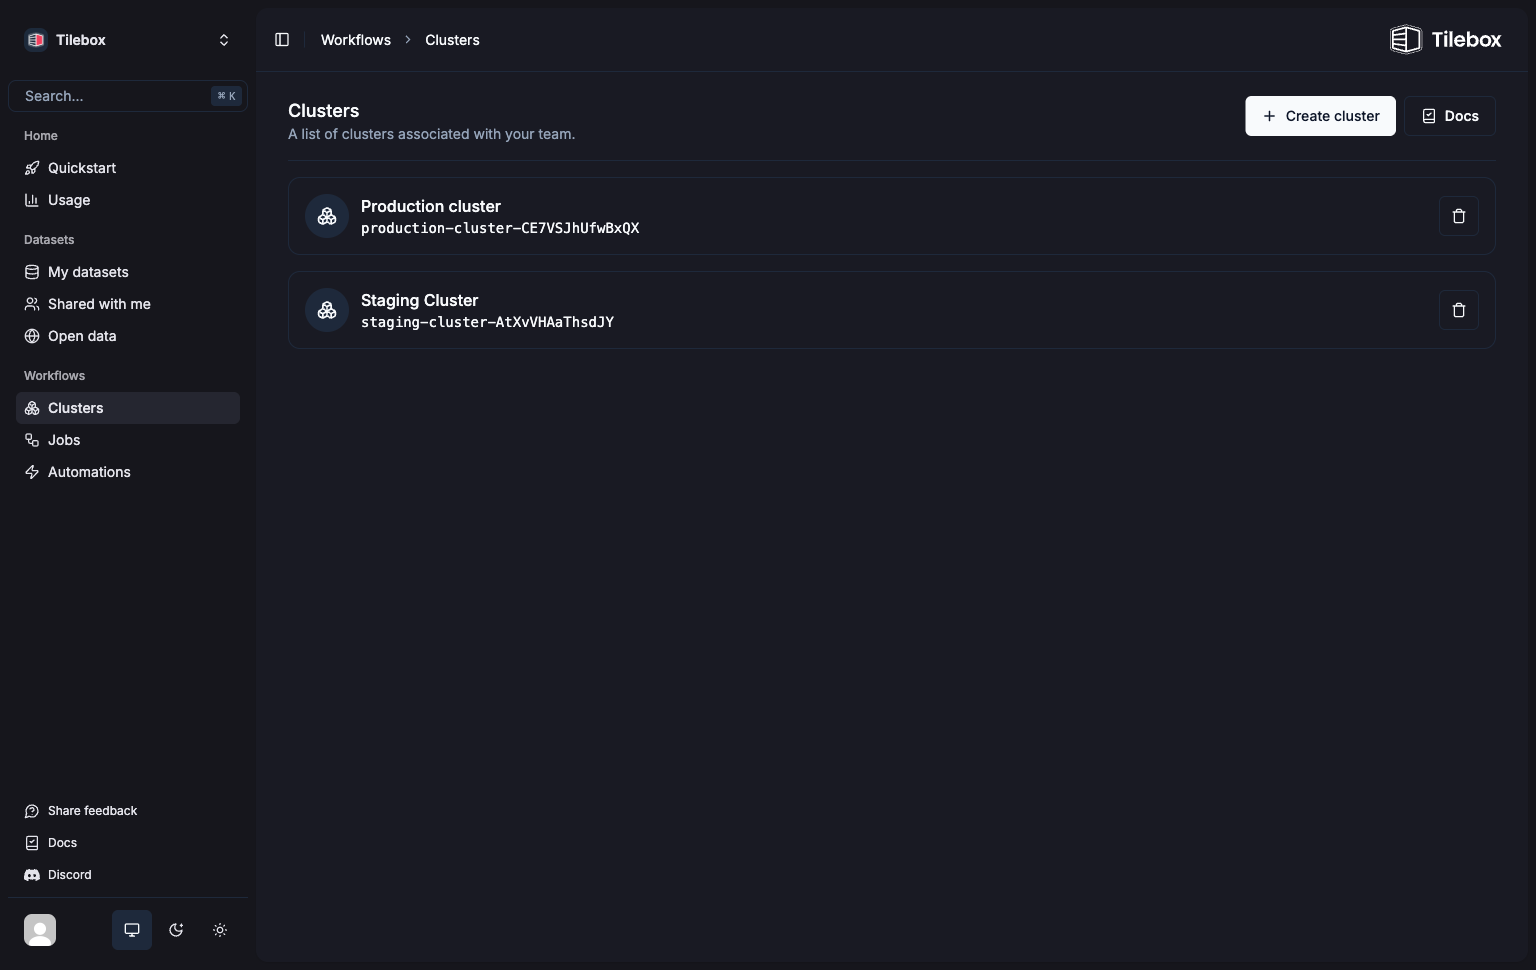 Tilebox
Search...
⌘ K
Home
Quickstart
Usage
Datasets
My datasets
Shared with me
Open data
Workflows
Clusters
Jobs
Automations
Share feedback
Docs
Discord
Workflows > Clusters
Tilebox
Clusters
A list of clusters associated with your team.
+ Create cluster
Docs
Production cluster
production-cluster-CE7VSJhUfwBxQX
Staging Cluster
staging-cluster-AtXvVHAaThsdJY